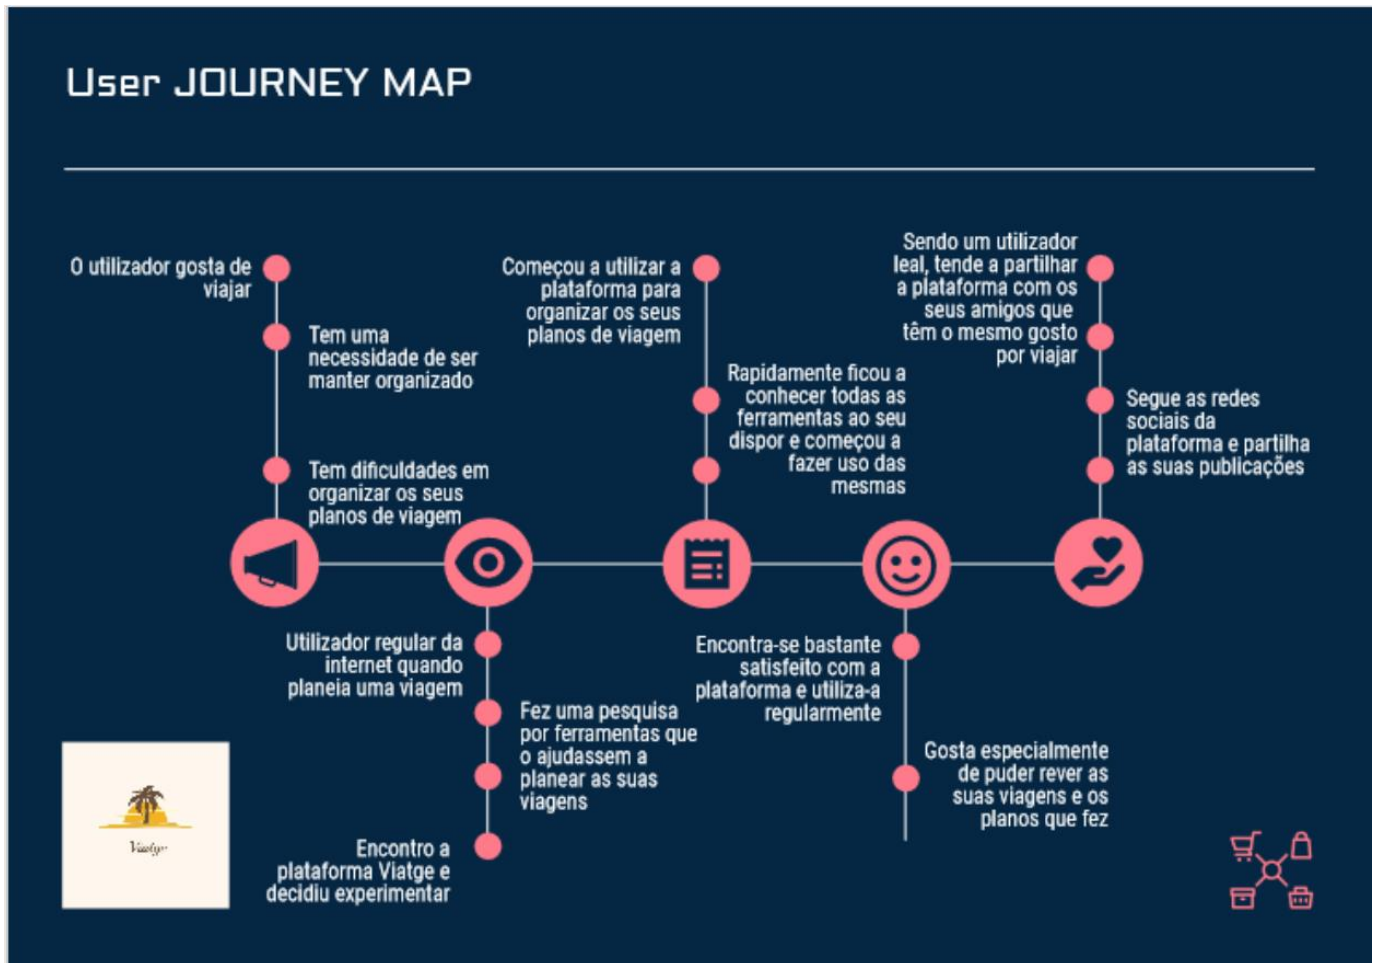 User JOURNEY MAP
O utilizador gosta de
viajar
Tem uma
necessidade de ser
manter organizado
Tem dificuldades em
organizar os seus
planos de viagem
Utilizador regular da
internet quando
planeia uma viagem
Fez uma pesquisa
por ferramentas que
o ajudassem a
planear as suas
viagens
Encontro a
plataforma Viatge e
decidiu experimentar
Começou a utilizar a
plataforma para
organizar os seus
planos de viagem
Rapidamente ficou a
conhecer todas as
ferramentas ao seu
dispor e começou a
fazer uso das
mesmas
Encontra-se bastante
satisfeito com a
plataforma e utiliza-a
regularmente
Gosta especialmente
de puder rever as
suas viagens e os
planos que fez
Sendo um utilizador
leal, tende a partilhar
a plataforma com os
seus amigos que
têm o mesmo gosto
por viajar
Segue as redes
sociais da
plataforma e partilha
as suas publicações
Viatge